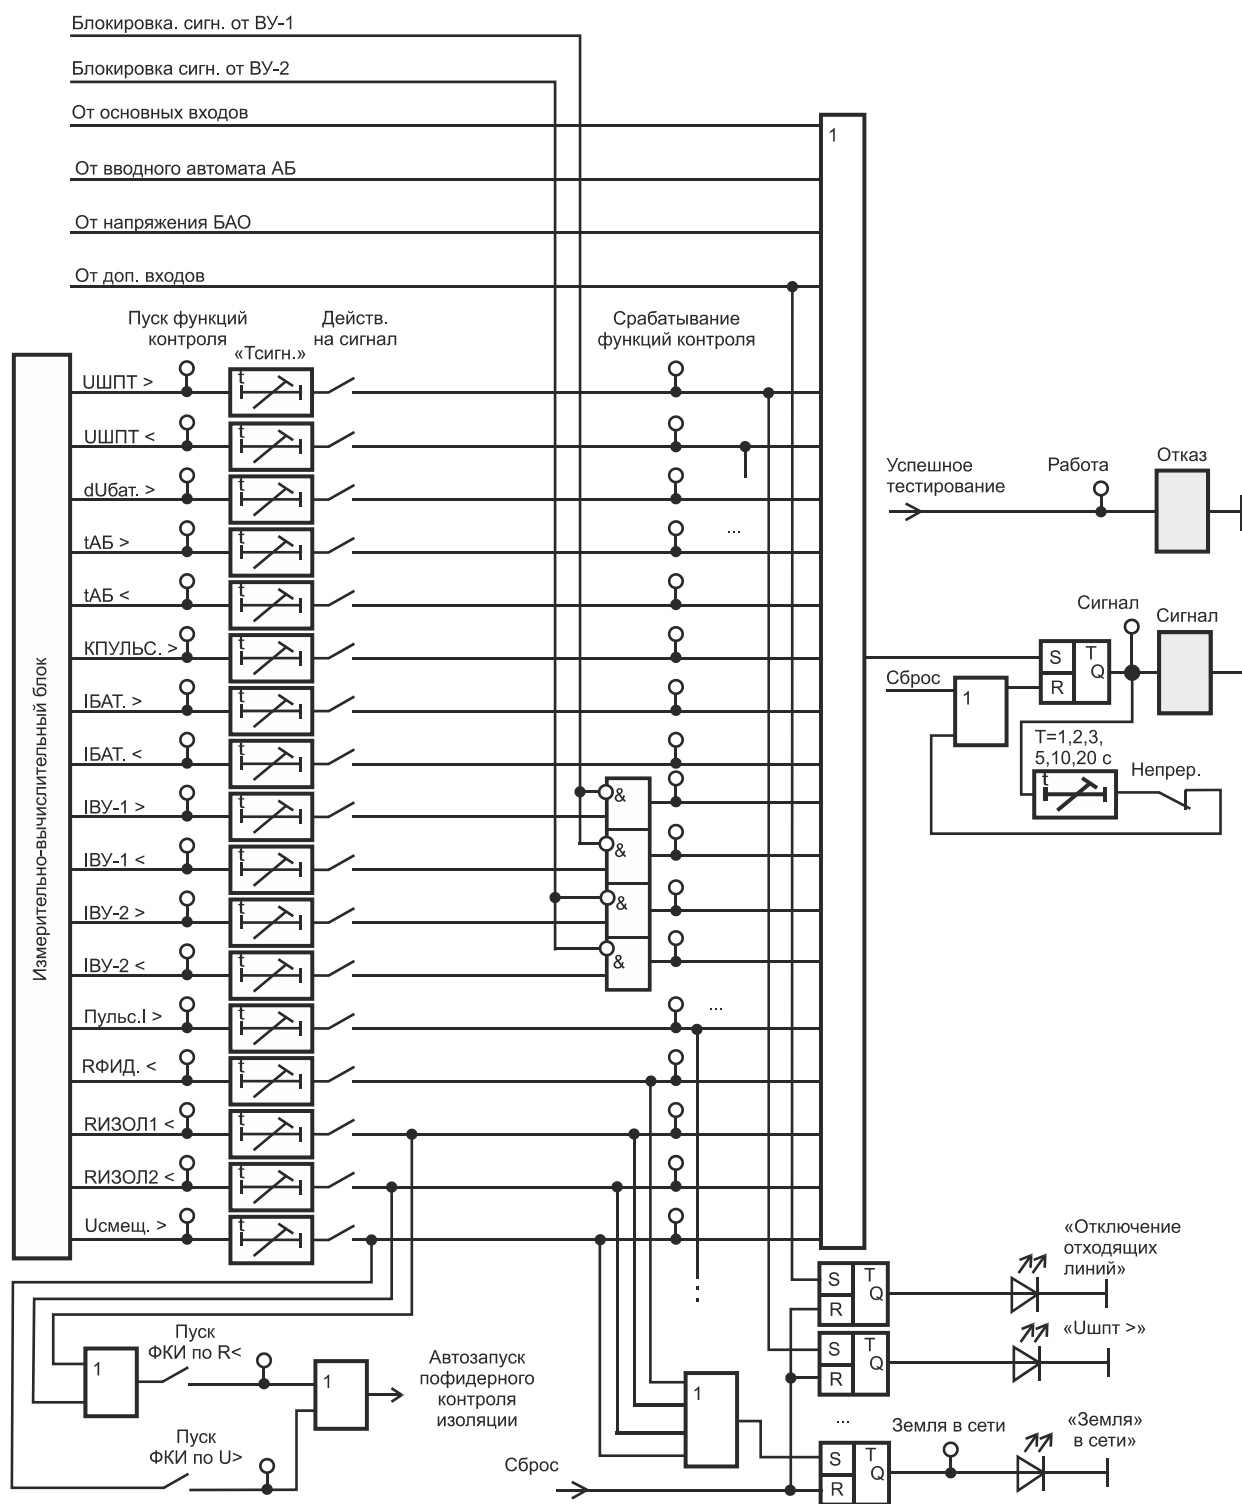 Блокировка. сигн. от ВУ-1
Блокировка сигн. от ВУ-2
От основных входов
1
От вводного автомата АБ
От напряжения БАО
От доп. входов
Пуск функций
контроля
«Тсигн.»
Действ.
на сигнал
Срабатывание
функций контроля
Измерительно-вычислительный блок
UШПТ >
t
UШПТ <
t
dUбат. >
t
tАБ >
t
...
tАБ <
t
КПУЛЬС. >
t
IБАТ. >
t
IБАТ. <
t
IВУ-1 >
t
&
IВУ-1 <
t
&
IВУ-2 >
t
&
IВУ-2 <
t
&
Пульс.I >
t
...
RФИД. <
t
RИЗОЛ1 <
t
RИЗОЛ2 <
t
Uсмещ. >
t
Успешное
тестирование
Работа
Отказ
Сигнал
Сигнал
S
T
Q
R
Сброс
1
T=1,2,3,
5,10,20 с
t
Непрер.
«Отключение
отходящих
линий»
S
T
Q
R
«Uшпт >»
S
T
Q
R
...
Земля в сети
«Земля»
в сети»
S
T
Q
R
1
Пуск
ФКИ по R<
1
Автозапуск
пофидерного
контроля
изоляции
1
Пуск
ФКИ по U>
Сброс